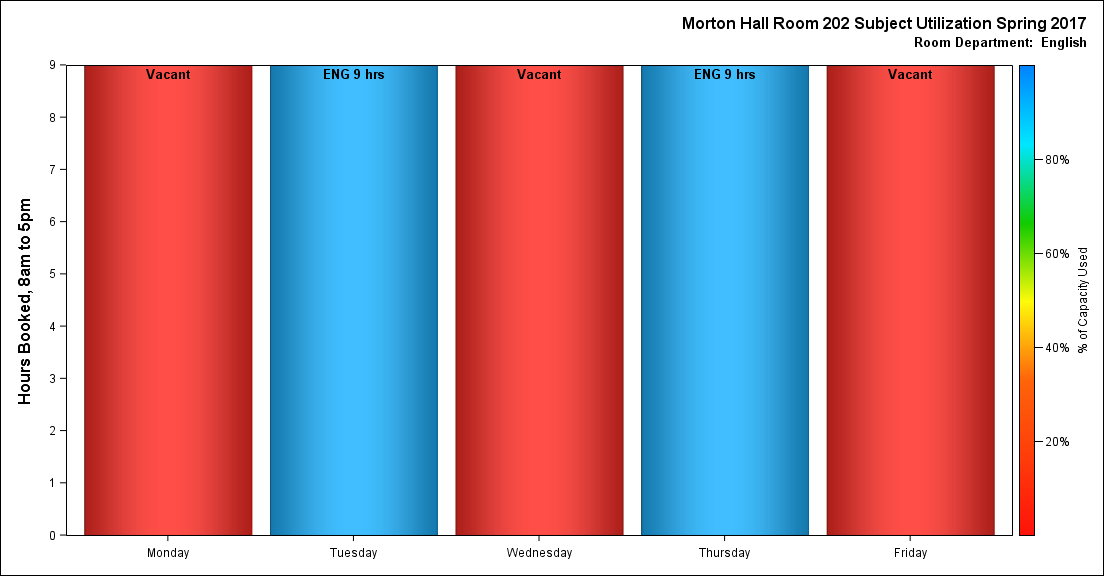 Morton Hall Room 202 Subject Utilization Spring 2017
Room Department: English
Hours Booked, 8am to 5pm
9
8
7
6
5
4
3
2
1
0
Vacant
ENG 9 hrs
Vacant
ENG 9 hrs
Vacant
Monday
Tuesday
Wednesday
Thursday
Friday
80%
60%
40%
20%
% of Capacity Used